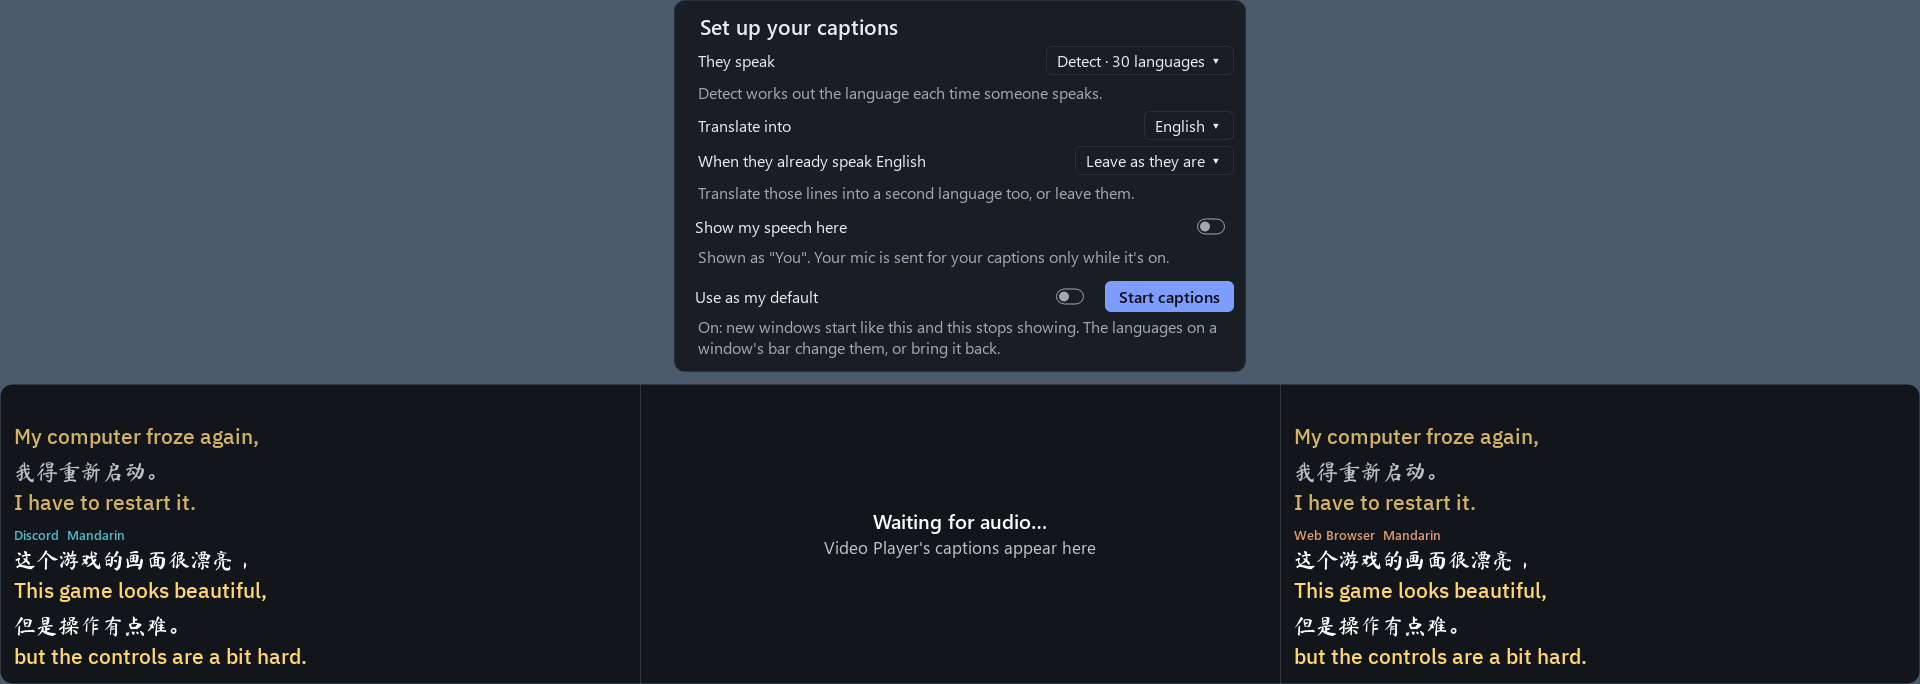 Set up your captions
They speak
Detect · 30 languages ▾
Detect works out the language each time someone speaks.
Translate into
English ▾
When they already speak English
Leave as they are ▾
Translate those lines into a second language too, or leave them.
Show my speech here
Shown as "You". Your mic is sent for your captions only while it's on.
Use as my default
Start captions
On: new windows start like this and this stops showing. The languages on a
window's bar change them, or bring it back.
My computer froze again,
我得重新启动。
I have to restart it.
Discord Mandarin
这个游戏的画面很漂亮，
This game looks beautiful,
但是操作有点难。
but the controls are a bit hard.
Waiting for audio...
Video Player's captions appear here
My computer froze again,
我得重新启动。
I have to restart it.
Web Browser Mandarin
这个游戏的画面很漂亮，
This game looks beautiful,
但是操作有点难。
but the controls are a bit hard.